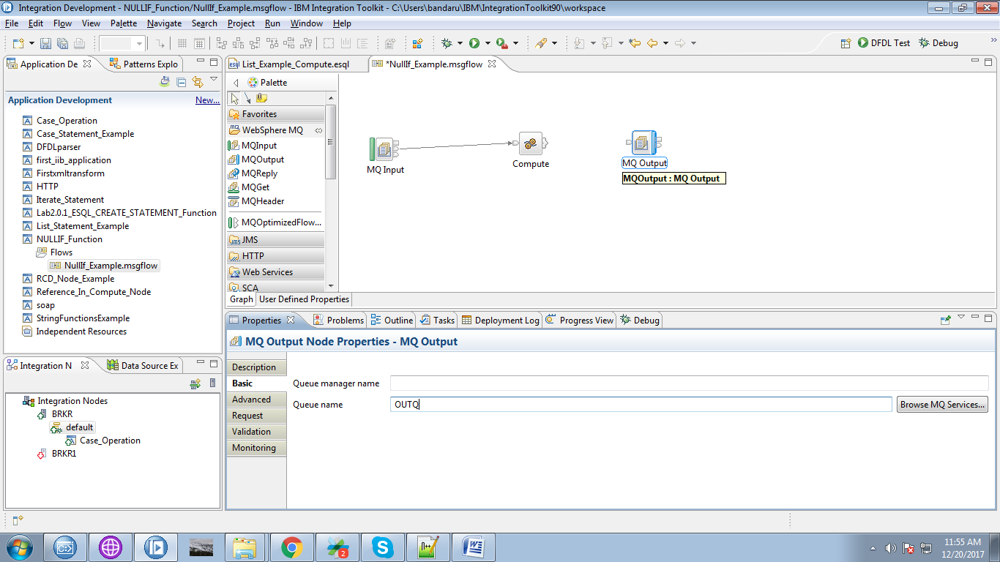 Integration Development - NULLIF_Function/NullIf_Example.msgflow - IBM Integration Toolkit - C:\Users\bandaru\IBM\IntegrationToolkit90\workspace
File Edit Flow View Palette Navigate Search Project Run Window Help
DFDL Test Debug
Application De Patterns Explo
Application Development New...
Case_Operation
Case_Statement_Example
DFDLparser
first_iib_application
Firstxmltransform
HTTP
Iterate_Statement
Lab2.0.1_ESQL_CREATE_STATEMENT_Function
List_Statement_Example
NULLIF_Function
Flows
NullIf_Example.msgflow
RCD_Node_Example
Reference_In_Compute_Node
soap
StringFunctionsExample
Independent Resources
Integration N Data Source Ex
Integration Nodes
BRKR
default
Case_Operation
BRKR1
List_Example_Compute.esql *NullIf_Example.msgflow
Palette
Favorites
WebSphere MQ
MQInput
MQOutput
MQReply
MQGet
MQHeader
MQOptimizedFlow...
JMS
HTTP
Web Services
SCA
MQ Input
Compute
MQ Output
MQOutput : MQ Output
Graph User Defined Properties
Properties Problems Outline Tasks Deployment Log Progress View Debug
MQ Output Node Properties - MQ Output
Description
Basic
Advanced
Request
Validation
Monitoring
Queue manager name
Queue name OUTQ Browse MQ Services...
2
11:55 AM
12/20/2017